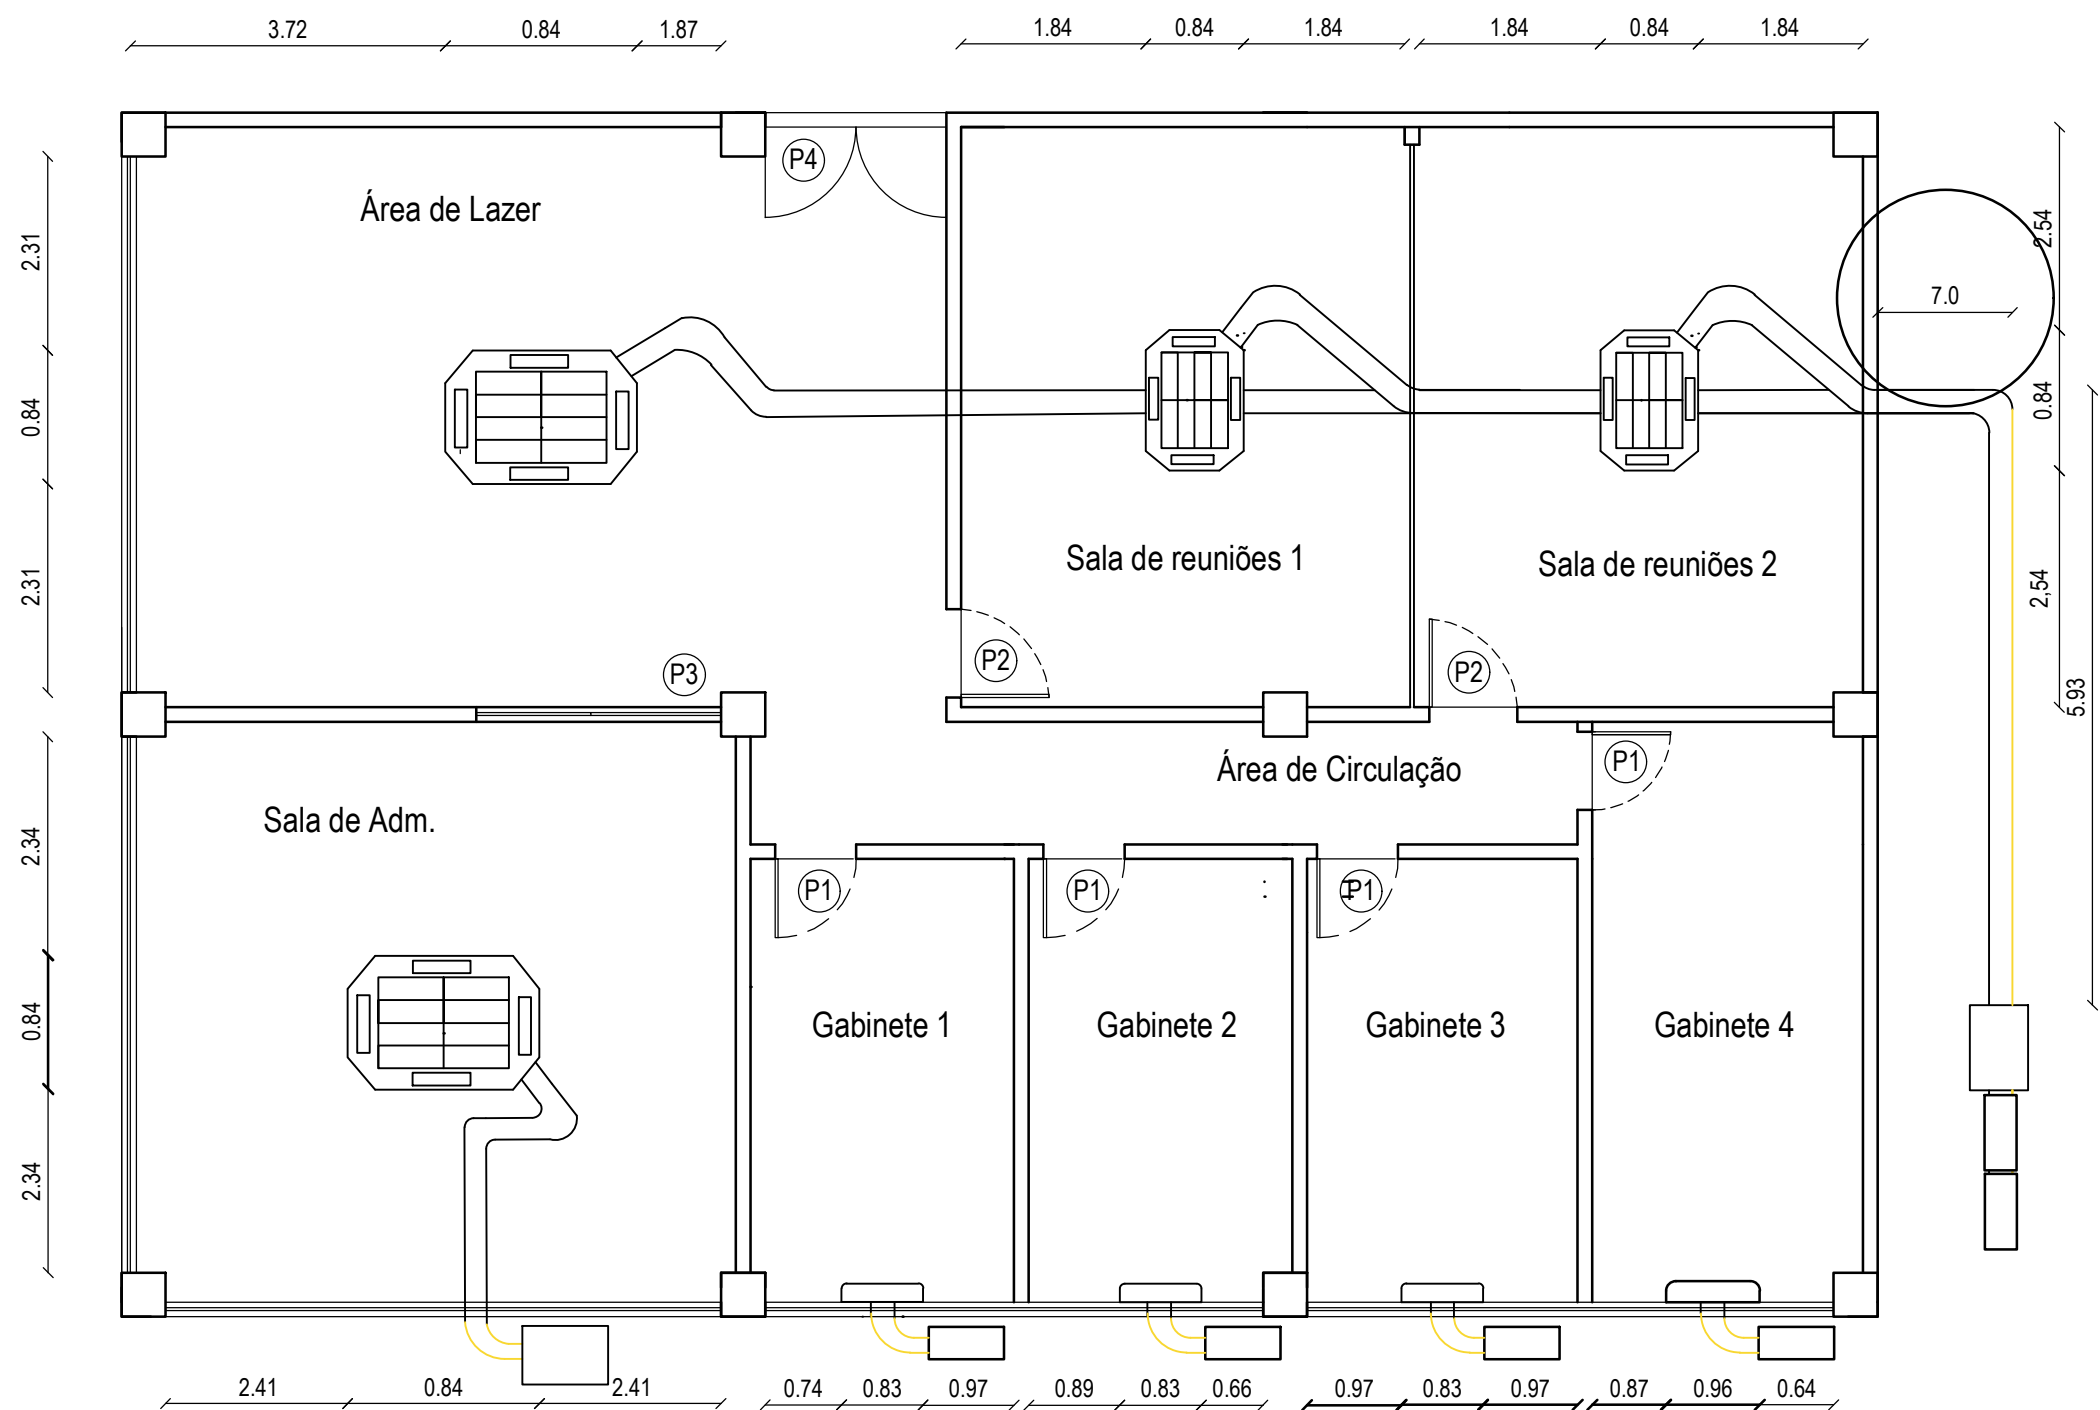 3.72 0.84 1.87 1.84 0.84 1.84 1.84 0.84 1.84
P4
Área de Lazer
2.31
2.54
7.0
0.84
0.84
Sala de reuniões 1
Sala de reuniões 2
2.31
2,54
P2
P2
P3
5.93
Área de Circulação
P1
Sala de Adm.
2.34
P1
P1
P1
0.84
Gabinete 1
Gabinete 2
Gabinete 3
Gabinete 4
2.34
2.41 0.84 2.41 0.74 0.83 0.97 0.89 0.83 0.66 0.97 0.83 0.97 0.87 0.96 0.64